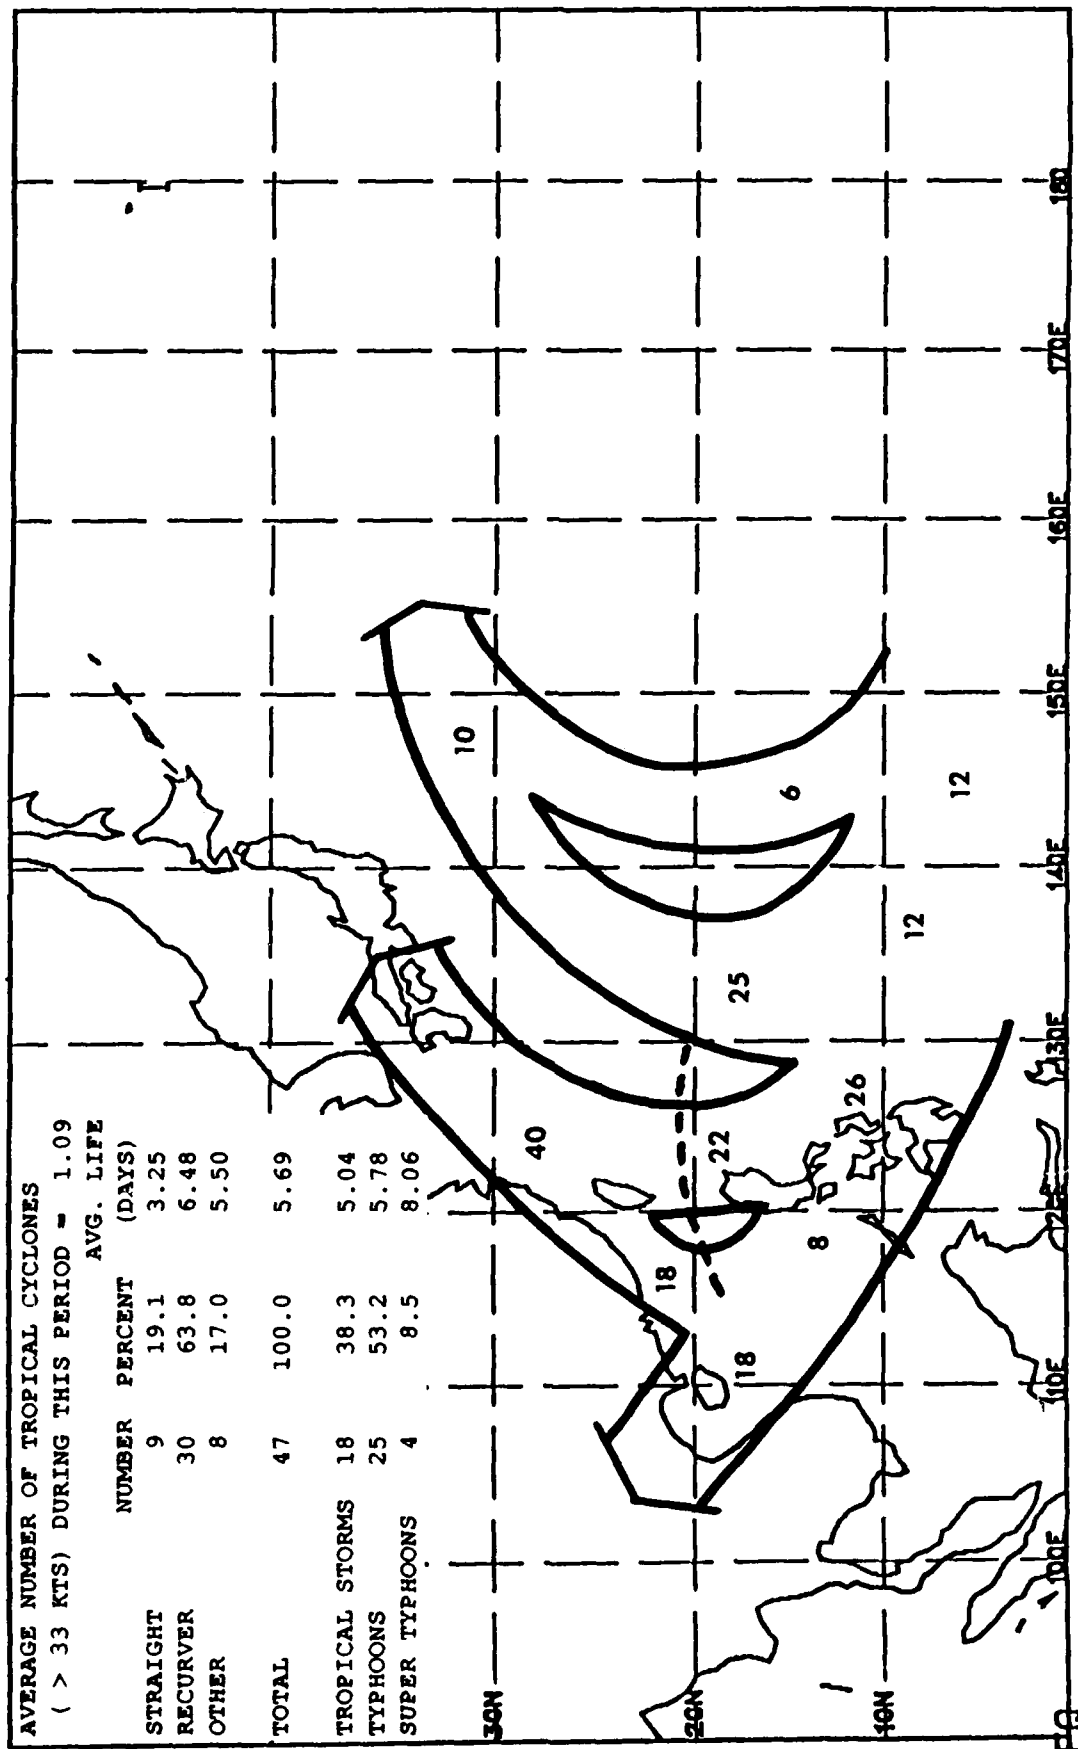 AVERAGE NUMBER OF TROPICAL CYCLONES
( > 33 KTS) DURING THIS PERIOD = 1.09
AVG. LIFE
NUMBER PERCENT (DAYS)
STRAIGHT 9 19.1 3.25
RECURVER 30 63.8 6.48
OTHER 8 17.0 5.50
TOTAL 47 100.0 5.69
TROPICAL STORMS 18 38.3 5.04
TYPHOONS 25 53.2 5.78
SUPER TYPHOONS 4 8.5 8.06
10
30N
40
18
22
25
6
20N
18
8
26
12
12
10N
100E
110E
120E
130E
140E
150E
160E
170E
180